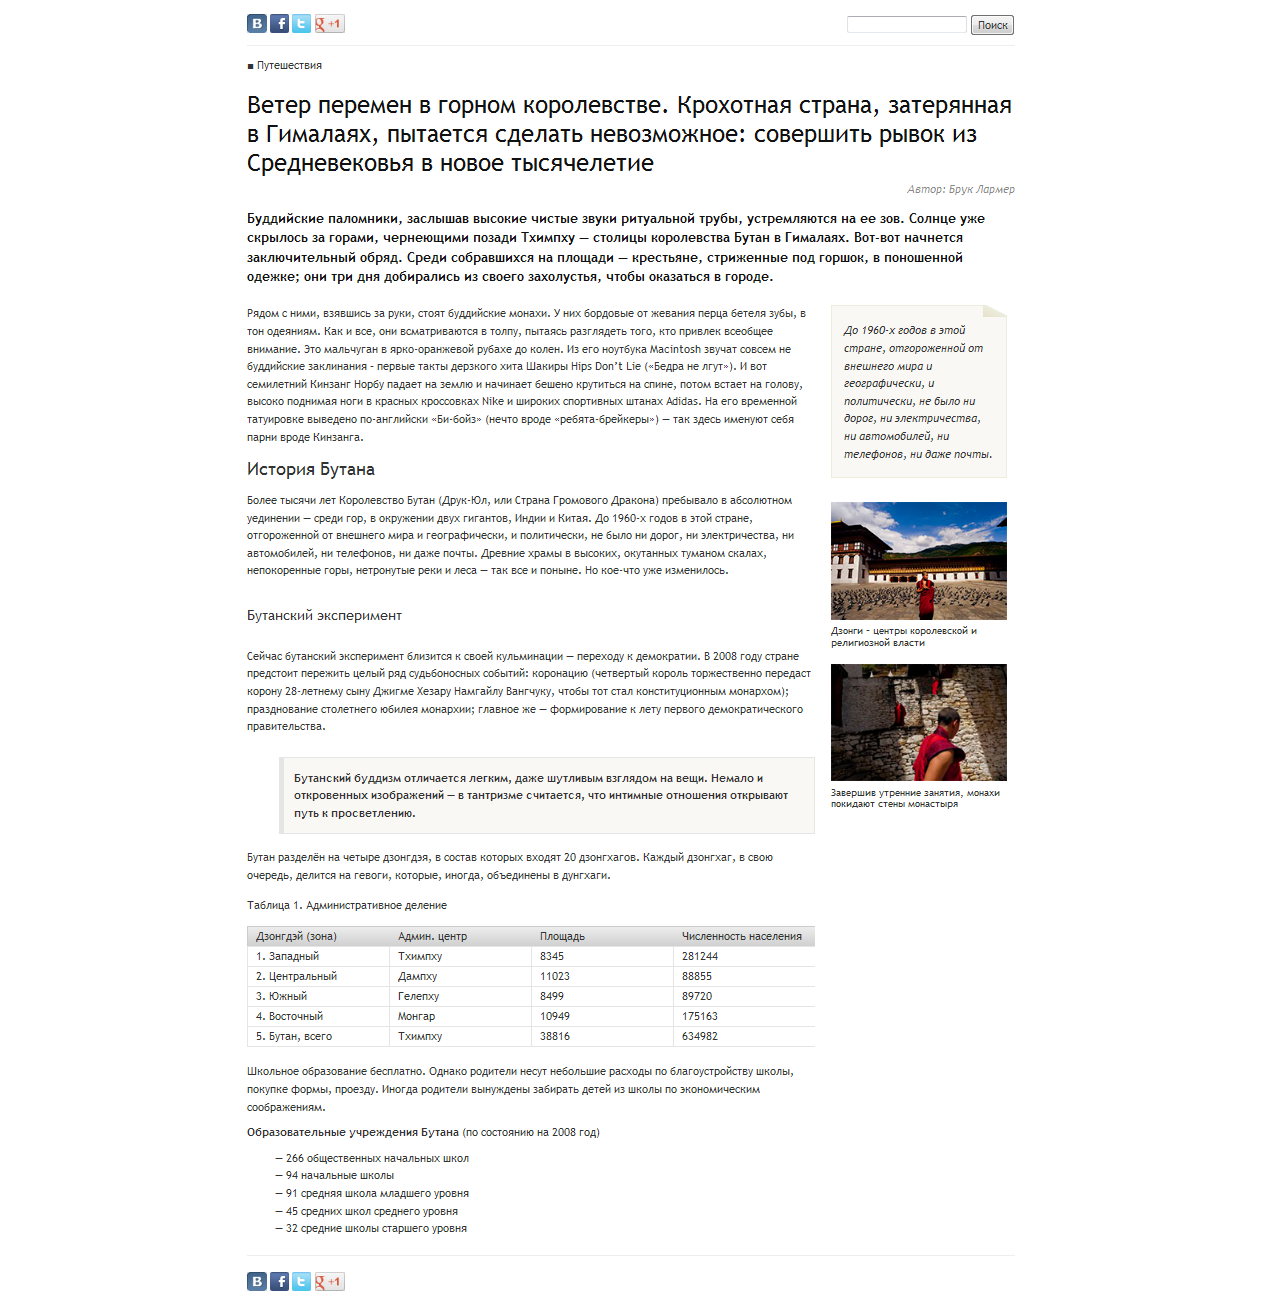 B f t g +1
Поиск
■ Путешествия
Ветер перемен в горном королевстве. Крохотная страна, затерянная
в Гималаях, пытается сделать невозможное: совершить рывок из
Средневековья в новое тысячелетие
Автор: Брук Лармер
Буддийские паломники, заслышав высокие чистые звуки ритуальной трубы, устремляются на ее зов. Солнце уже
скрылось за горами, чернеющими позади Тхимпху — столицы королевства Бутан в Гималаях. Вот-вот начнется
заключительный обряд. Среди собравшихся на площади — крестьяне, стриженные под горшок, в поношенной
одежке; они три дня добирались из своего захолустья, чтобы оказаться в городе.
Рядом с ними, взявшись за руки, стоят буддийские монахи. У них бордовые от жевания перца бетеля зубы, в
тон одеяниям. Как и все, они всматриваются в толпу, пытаясь разглядеть того, кто привлек всеобщее
внимание. Это мальчуган в ярко-оранжевой рубахе до колен. Из его ноутбука Macintosh звучат совсем не
буддийские заклинания – первые такты дерзкого хита Шакиры Hips Don't Lie («Бедра не лгут»). И вот
семилетний Кинзанг Норбу падает на землю и начинает бешено крутиться на спине, потом встает на голову,
высоко поднимая ноги в красных кроссовках Nike и широких спортивных штанах Adidas. На его временной
татуировке выведено по-английски «Би-бойз» (нечто вроде «ребята-брейкеры») — так здесь именуют себя
парни вроде Кинзанга.
История Бутана
Более тысячи лет Королевство Бутан (Друк-Юл, или Страна Громового Дракона) пребывало в абсолютном
уединении — среди гор, в окружении двух гигантов, Индии и Китая. До 1960-х годов в этой стране,
отгороженной от внешнего мира и географически, и политически, не было ни дорог, ни электричества, ни
автомобилей, ни телефонов, ни даже почты. Древние храмы в высоких, окутанных туманом скалах,
непокоренные горы, нетронутые реки и леса — так все и поныне. Но кое-что уже изменилось.
Бутанский эксперимент
Сейчас бутанский эксперимент близится к своей кульминации — переходу к демократии. В 2008 году стране
предстоит пережить целый ряд судьбоносных событий: коронацию (четвертый король торжественно передаст
корону 28-летнему сыну Джигме Хезару Намгайлу Вангчуку, чтобы тот стал конституционным монархом);
празднование столетнего юбилея монархии; главное же — формирование к лету первого демократического
правительства.
Бутанский буддизм отличается легким, даже шутливым взглядом на вещи. Немало и
откровенных изображений — в тантризме считается, что интимные отношения открывают
путь к просветлению.
Бутан разделён на четыре дзонгдэя, в состав которых входят 20 дзонгхагов. Каждый дзонгхаг, в свою
очередь, делится на гевоги, которые, иногда, объединены в дунгхаги.
Таблица 1. Административное деление
Дзонгдэй (зона) Админ. центр Площадь Численность населения
1. Западный Тхимпху 8345 281244
2. Центральный Дампху 11023 88855
3. Южный Гелепху 8499 89720
4. Восточный Монгар 10949 175163
5. Бутан, всего Тхимпху 38816 634982
Школьное образование бесплатно. Однако родители несут небольшие расходы по благоустройству школы,
покупке формы, проезду. Иногда родители вынуждены забирать детей из школы по экономическим
соображениям.
Образовательные учреждения Бутана (по состоянию на 2008 год)
— 266 общественных начальных школ
— 94 начальные школы
— 91 средняя школа младшего уровня
— 45 средних школ среднего уровня
— 32 средние школы старшего уровня
До 1960-х годов в этой
стране, отгороженной от
внешнего мира и
географически, и
политически, не было ни
дорог, ни электричества,
ни автомобилей, ни
телефонов, ни даже почты.
Дзонги – центры королевской и
религиозной власти
Завершив утренние занятия, монахи
покидают стены монастыря
B f t g +1